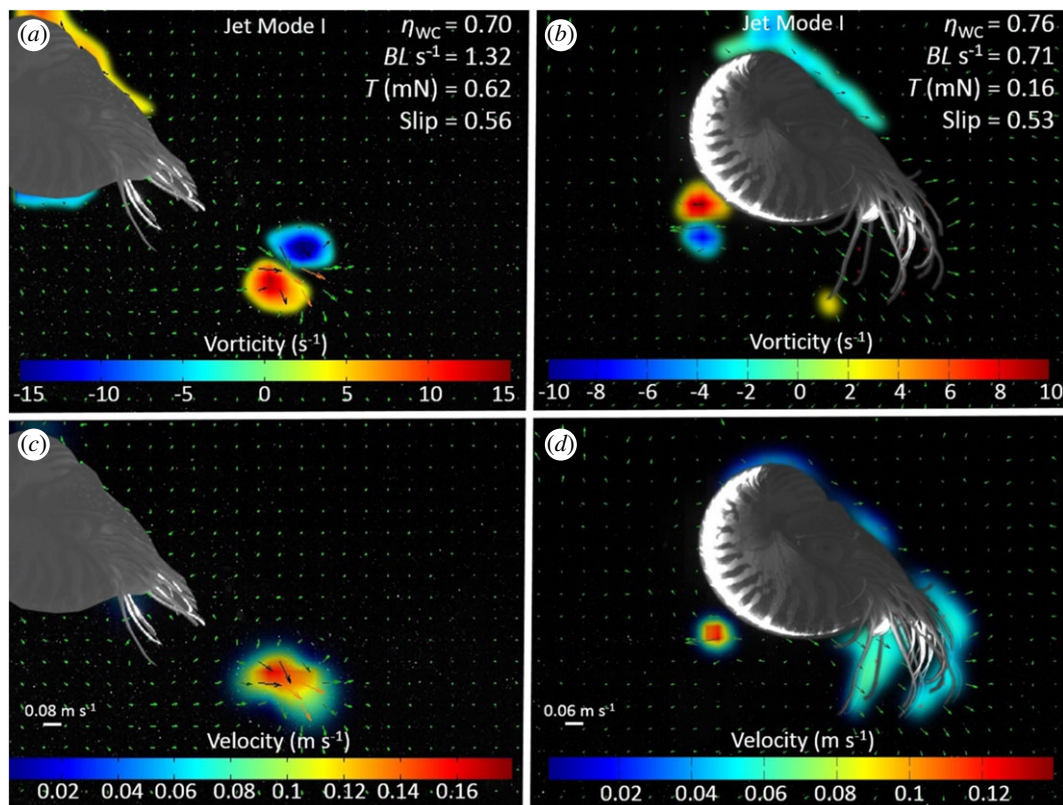 (a)
Jet Mode I
ηWC = 0.70
BL s-1 = 1.32
T (mN) = 0.62
Slip = 0.56
Vorticity (s-1)
-15 -10 -5 0 5 10 15
(b)
Jet Mode I
ηWC = 0.76
BL s-1 = 0.71
T (mN) = 0.16
Slip = 0.53
Vorticity (s-1)
-10 -8 -6 -4 -2 0 2 4 6 8 10
(c)
0.08 m s-1
Velocity (m s-1)
0.02 0.04 0.06 0.08 0.1 0.12 0.14 0.16
(d)
0.06 m s-1
Velocity (m s-1)
0.02 0.04 0.06 0.08 0.1 0.12